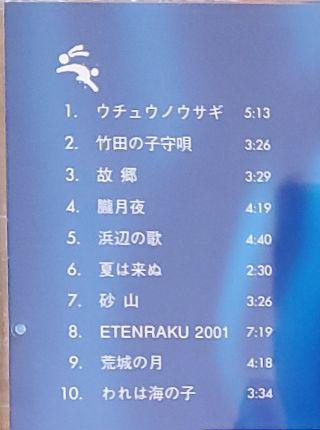 1. ウチュウノウサギ 5:13
2. 竹田の子守唄 3:26
3. 故 郷 3:29
4. 朧月夜 4:19
5. 浜辺の歌 4:40
6. 夏は来ぬ 2:30
7. 砂 山 3:26
8. ETENRAKU 2001 7:19
9. 荒城の月 4:18
10. われは海の子 3:34